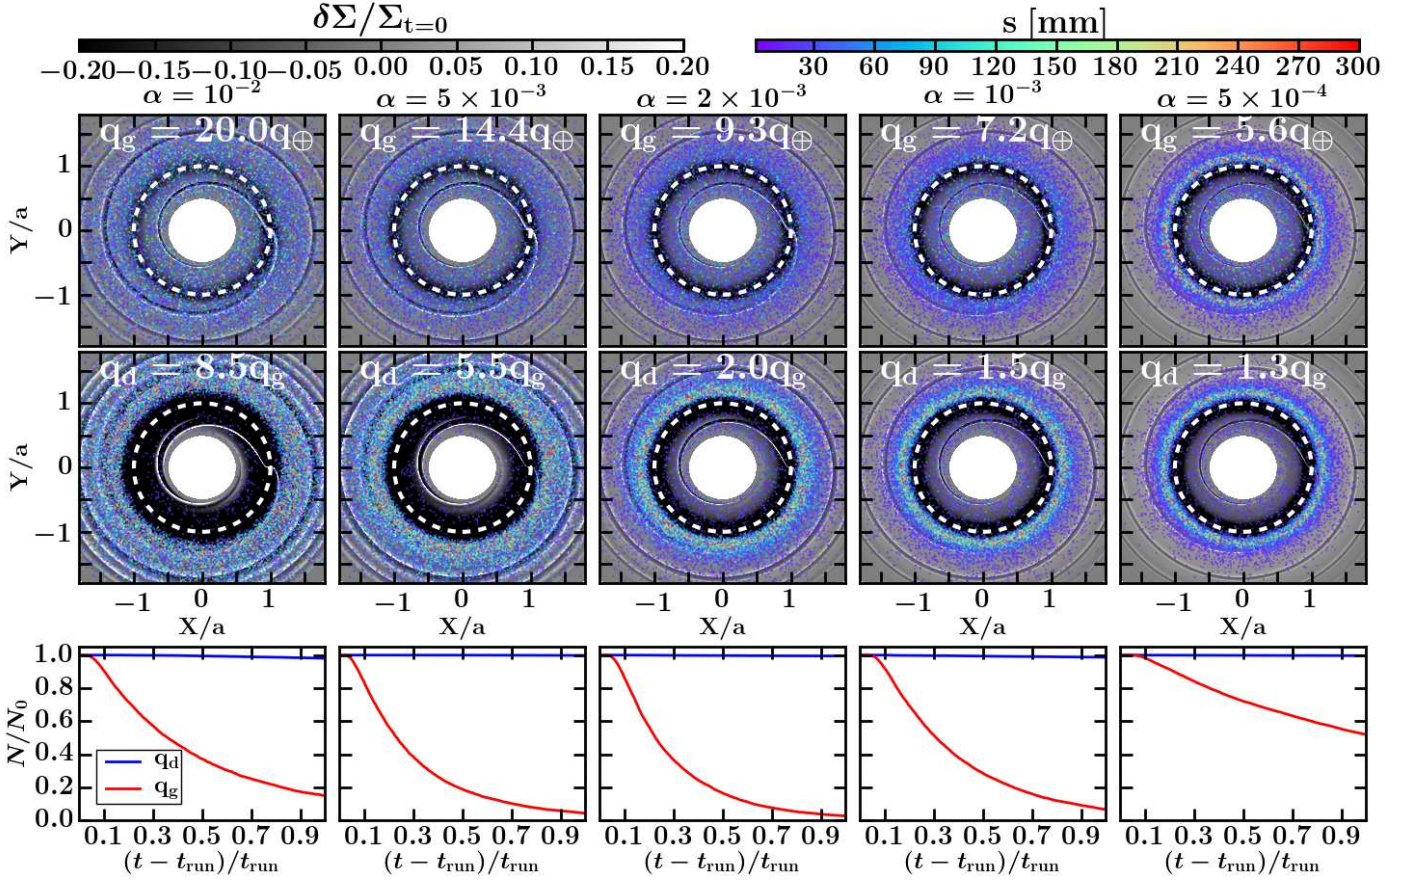 δΣ/Σt=0 s [mm]
−0.20 −0.15 −0.10 −0.05 0.00 0.05 0.10 0.15 0.20 30 60 90 120 150 180 210 240 270 300
α = 10⁻² α = 5 × 10⁻³ α = 2 × 10⁻³ α = 10⁻³ α = 5 × 10⁻⁴
qg = 20.0q⊕ qg = 14.4q⊕ qg = 9.3q⊕ qg = 7.2q⊕ qg = 5.6q⊕
1
Y/a 0
−1
qd = 8.5qg qd = 5.5qg qd = 2.0qg qd = 1.5qg qd = 1.3qg
1
Y/a 0
−1
−1 0 1 −1 0 1 −1 0 1 −1 0 1 −1 0 1
X/a X/a X/a X/a X/a
1.0
0.8
0.6
N/N₀
0.4
qd
0.2
qg
0.0
0.1 0.3 0.5 0.7 0.9 0.1 0.3 0.5 0.7 0.9 0.1 0.3 0.5 0.7 0.9 0.1 0.3 0.5 0.7 0.9 0.1 0.3 0.5 0.7 0.9
(t − trun)/trun (t − trun)/trun (t − trun)/trun (t − trun)/trun (t − trun)/trun